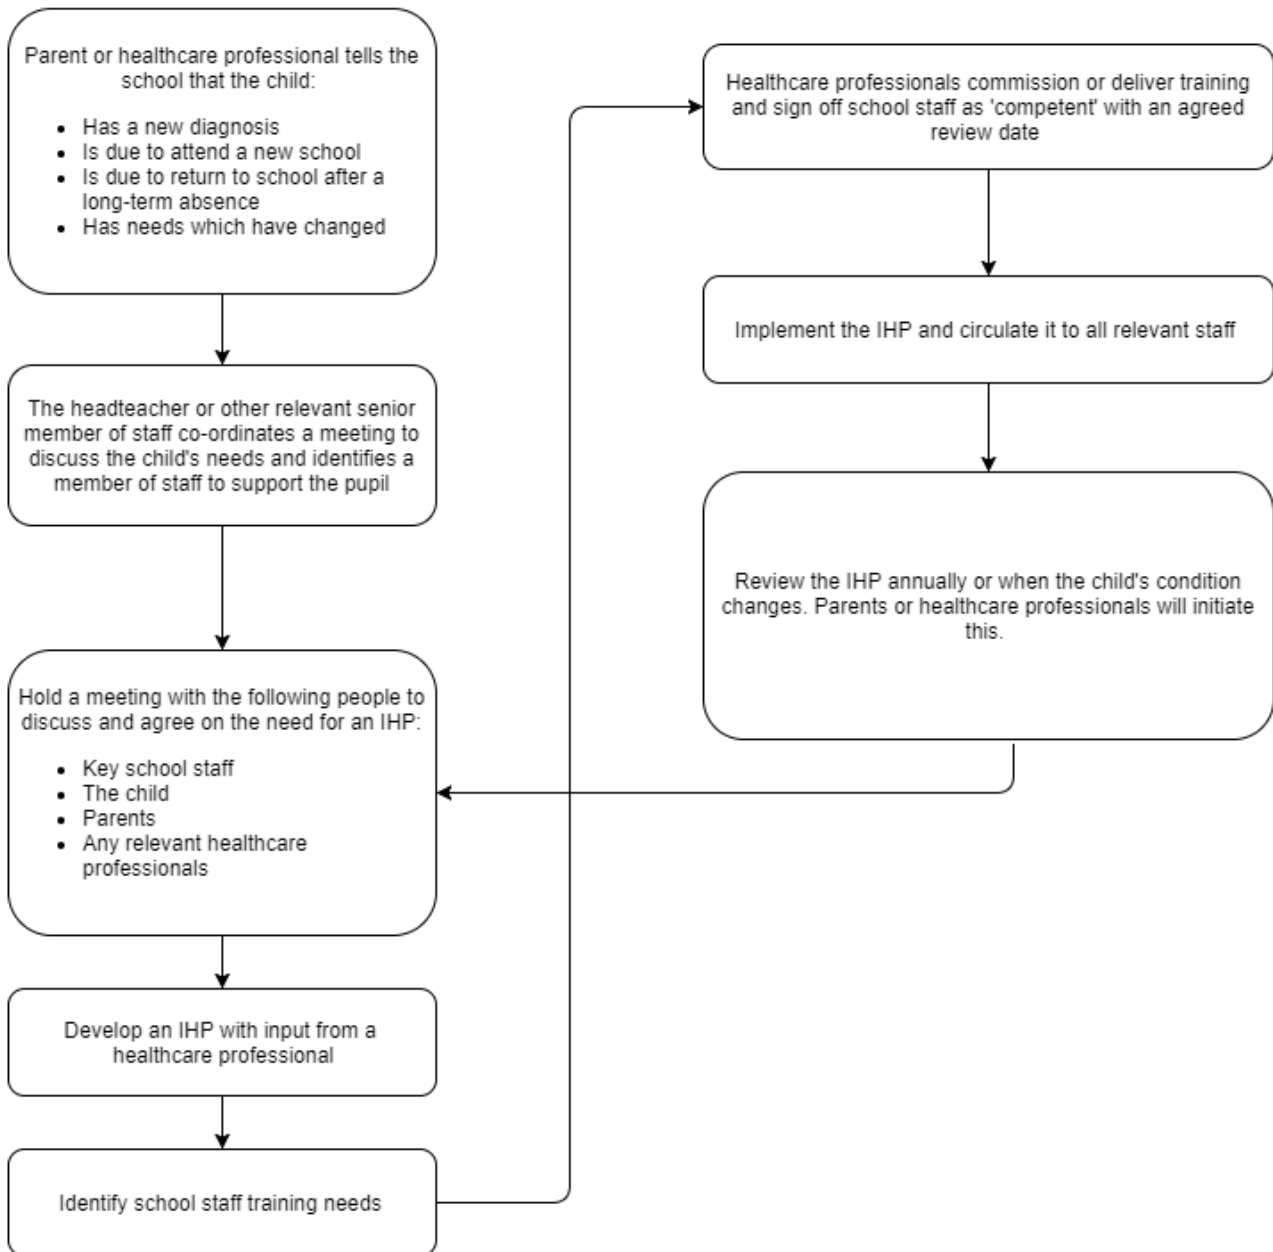 Parent or healthcare professional tells the
school that the child:
• Has a new diagnosis
• Is due to attend a new school
• Is due to return to school after a
long-term absence
• Has needs which have changed
The headteacher or other relevant senior
member of staff co-ordinates a meeting to
discuss the child's needs and identifies a
member of staff to support the pupil
Hold a meeting with the following people to
discuss and agree on the need for an IHP:
• Key school staff
• The child
• Parents
• Any relevant healthcare
professionals
Develop an IHP with input from a
healthcare professional
Identify school staff training needs
Healthcare professionals commission or deliver training
and sign off school staff as 'competent' with an agreed
review date
Implement the IHP and circulate it to all relevant staff
Review the IHP annually or when the child's condition
changes. Parents or healthcare professionals will initiate
this.